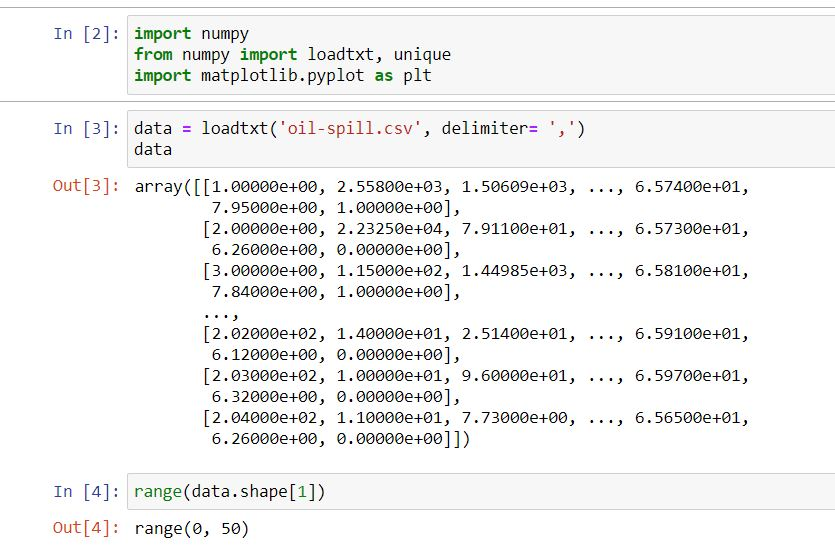 In [2]: import numpy
from numpy import loadtxt, unique
import matplotlib.pyplot as plt
In [3]: data = loadtxt('oil-spill.csv', delimiter= ',')
data
Out[3]: array([[1.00000e+00, 2.55800e+03, 1.50609e+03, ..., 6.57400e+01,
7.95000e+00, 1.00000e+00],
[2.00000e+00, 2.23250e+04, 7.91100e+01, ..., 6.57300e+01,
6.26000e+00, 0.00000e+00],
[3.00000e+00, 1.15000e+02, 1.44985e+03, ..., 6.58100e+01,
7.84000e+00, 1.00000e+00],
...,
[2.02000e+02, 1.40000e+01, 2.51400e+01, ..., 6.59100e+01,
6.12000e+00, 0.00000e+00],
[2.03000e+02, 1.00000e+01, 9.60000e+01, ..., 6.59700e+01,
6.32000e+00, 0.00000e+00],
[2.04000e+02, 1.10000e+01, 7.73000e+00, ..., 6.56500e+01,
6.26000e+00, 0.00000e+00]])
In [4]: range(data.shape[1])
Out[4]: range(0, 50)